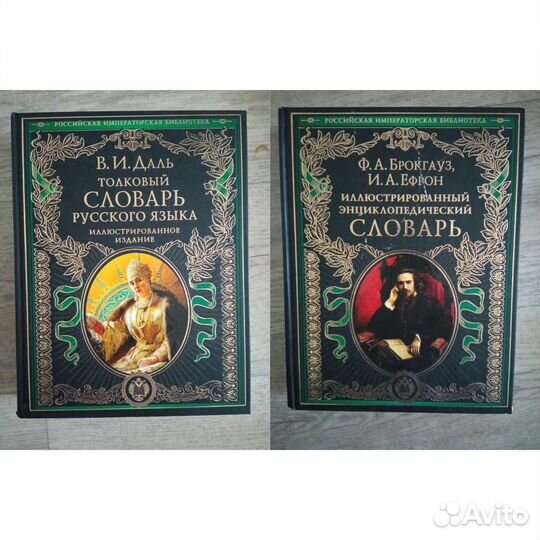 РОССИЙСКАЯ ИМПЕРАТОРСКАЯ БИБЛИОТЕКА
В.И. ДАЛЬ
ТОЛКОВЫЙ
СЛОВАРЬ
РУССКОГО ЯЗЫКА
ИЛЛЮСТРИРОВАННОЕ
ИЗДАНИЕ
РОССИЙСКАЯ ИМПЕРАТОРСКАЯ БИБЛИОТЕКА
Ф.А. БРОКГАУЗ,
И.А. ЕФРОН
ИЛЛЮСТРИРОВАННЫЙ
ЭНЦИКЛОПЕДИЧЕСКИЙ
СЛОВАРЬ
Avito